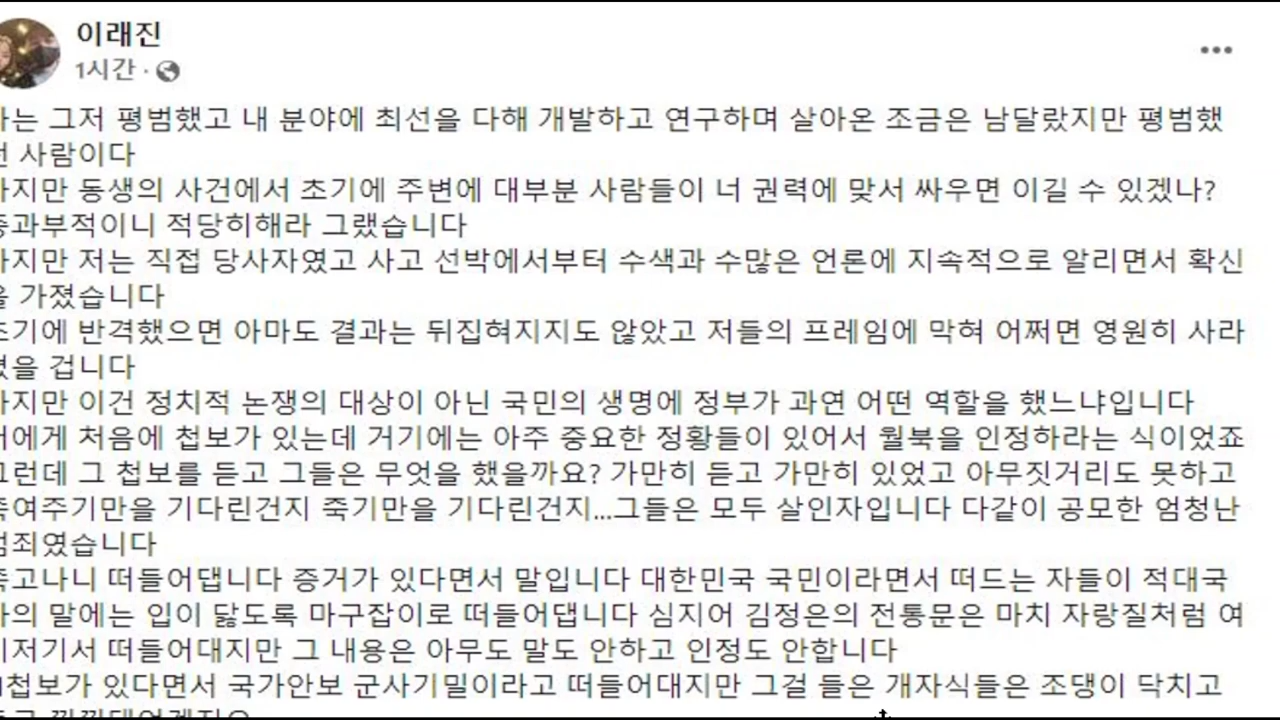 이래진
1시간
나는 그저 평범했고 내 분야에 최선을 다해 개발하고 연구하며 살아온 조금은 남달랐지만 평범했
던 사람이다
하지만 동생의 사건에서 초기에 주변에 대부분 사람들이 너 권력에 맞서 싸우면 이길 수 있겠나?
중과부적이니 적당히해라 그랬습니다
하지만 저는 직접 당사자였고 사고 선박에서부터 수색과 수많은 언론에 지속적으로 알리면서 확신
을 가졌습니다
초기에 반격했으면 아마도 결과는 뒤집혀지지도 않았고 저들의 프레임에 막혀 어쩌면 영원히 사라
졌을 겁니다
하지만 이건 정치적 논쟁의 대상이 아닌 국민의 생명에 정부가 과연 어떤 역할을 했느냐입니다
저에게 처음에 첩보가 있는데 거기에는 아주 중요한 정황들이 있어서 월북을 인정하라는 식이었죠
그런데 그 첩보를 듣고 그들은 무엇을 했을까요? 가만히 듣고 가만히 있었고 아무짓거리도 못하고
죽여주기만을 기다린건지 죽기만을 기다린건지...그들은 모두 살인자입니다 다같이 공모한 엄청난
범죄였습니다
죽고나니 떠들어댑니다 증거가 있다면서 말입니다 대한민국 국민이라면서 떠드는 자들이 적대국
가의 말에는 입이 닳도록 마구잡이로 떠들어댑니다 심지어 김정은의 전통문은 마치 자랑질처럼 여
기저기서 떠들어대지만 그 내용은 아무도 말도 안하고 인정도 안합니다
첩보가 있다면서 국가안보 군사기밀이라고 떠들어대지만 그걸 들은 개자식들은 조댕이 닥치고